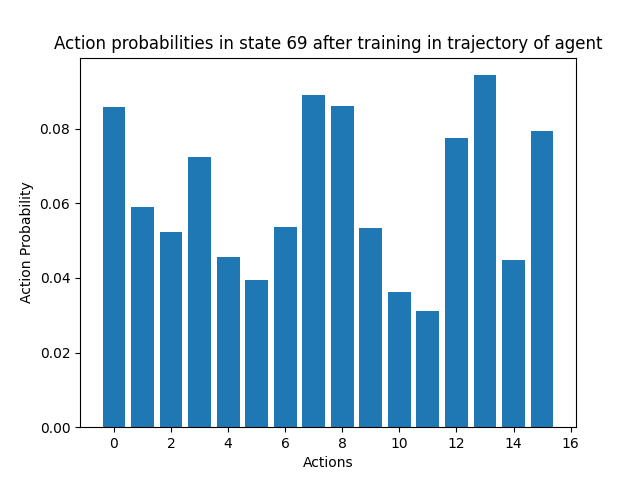 Action probabilities in state 69 after training in trajectory of agent
0.08
0.06
0.04
0.02
0.00
Action Probability
0 2 4 6 8 10 12 14 16
Actions